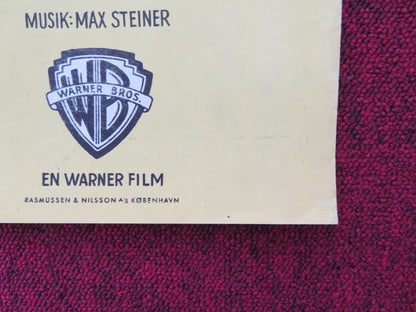 MUSIK: MAX STEINER
WARNER BROS.
WB
EN WARNER FILM
RASMUSSEN & NILSSON A/S KØBENHAVN